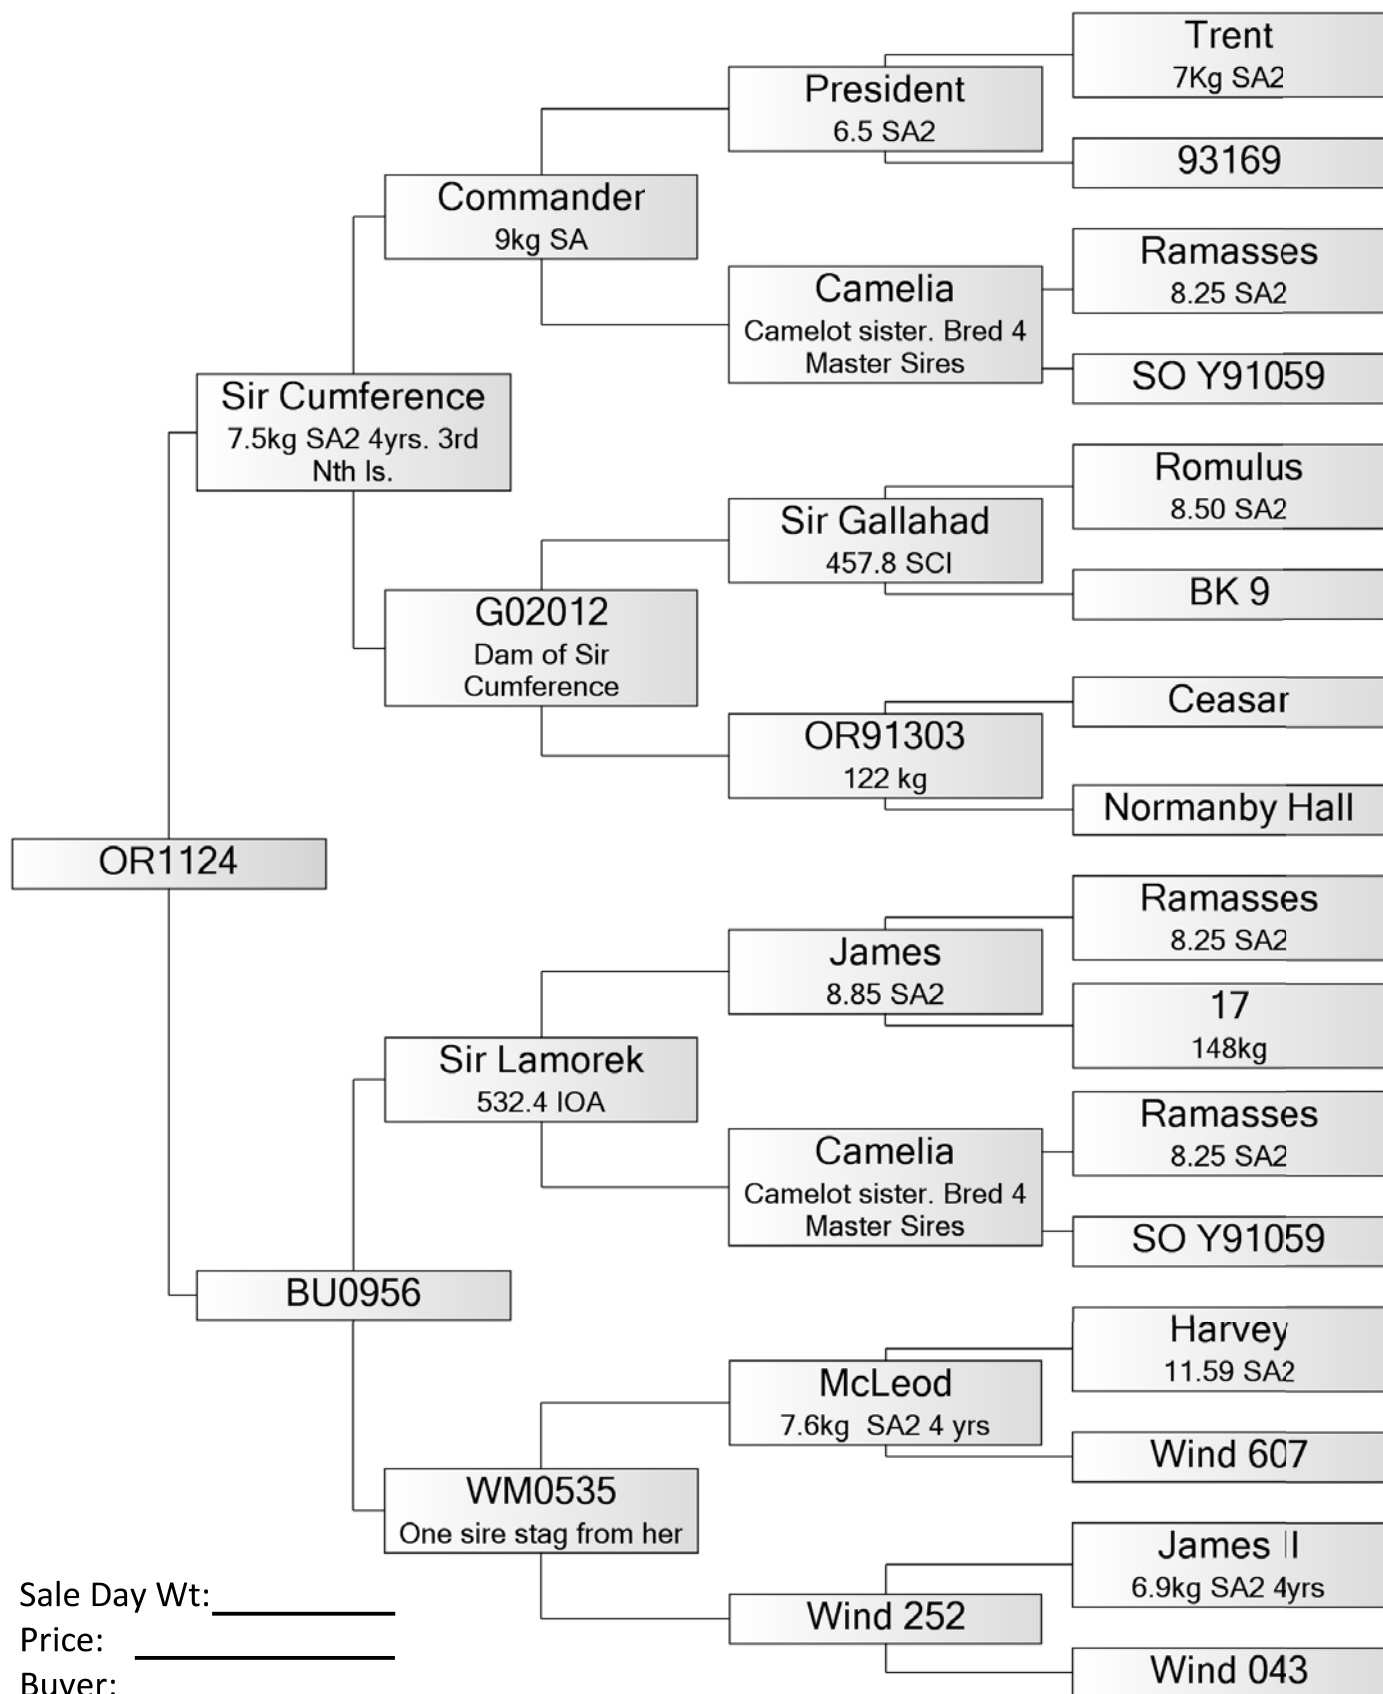 Trent
7Kg SA2
President
6.5 SA2
93169
Commander
9kg SA
Ramasses
8.25 SA2
Camelia
Camelot sister. Bred 4
Master Sires
SO Y91059
Sir Cumference
7.5kg SA2 4yrs. 3rd
Nth Is.
Romulus
8.50 SA2
Sir Gallahad
457.8 SCI
BK 9
G02012
Dam of Sir
Cumference
Ceasar
OR91303
122 kg
Normanby Hall
OR1124
Ramasses
8.25 SA2
James
8.85 SA2
17
148kg
Sir Lamorek
532.4 IOA
Ramasses
8.25 SA2
Camelia
Camelot sister. Bred 4
Master Sires
SO Y91059
BU0956
Harvey
11.59 SA2
McLeod
7.6kg  SA2 4 yrs
Wind 607
WM0535
One sire stag from her
James II
6.9kg SA2 4yrs
Wind 252
Wind 043
Sale Day Wt:
Price:
Buyer: